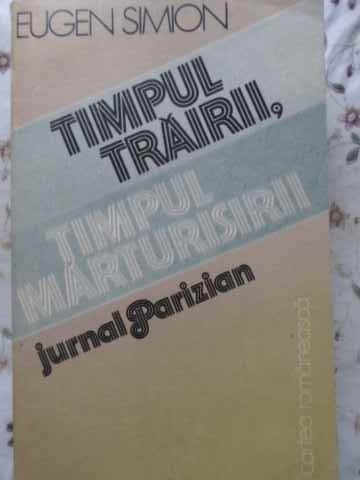 EUGEN SIMION
TIMPUL
TRĂIRII,
TIMPUL
MĂRTURISIRII
jurnal Parizian
cartea românească